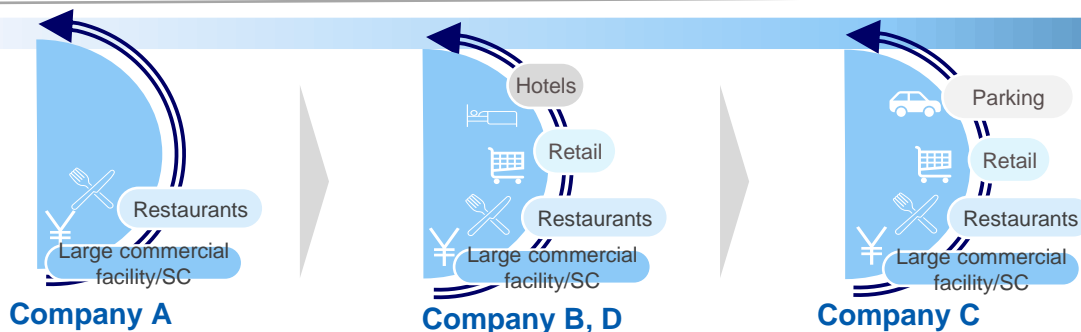 Restaurants
¥
Large commercial
facility/SC
Company A
Hotels
Retail
Restaurants
¥
Large commercial
facility/SC
Company B, D
Parking
Retail
Restaurants
¥
Large commercial
facility/SC
Company C